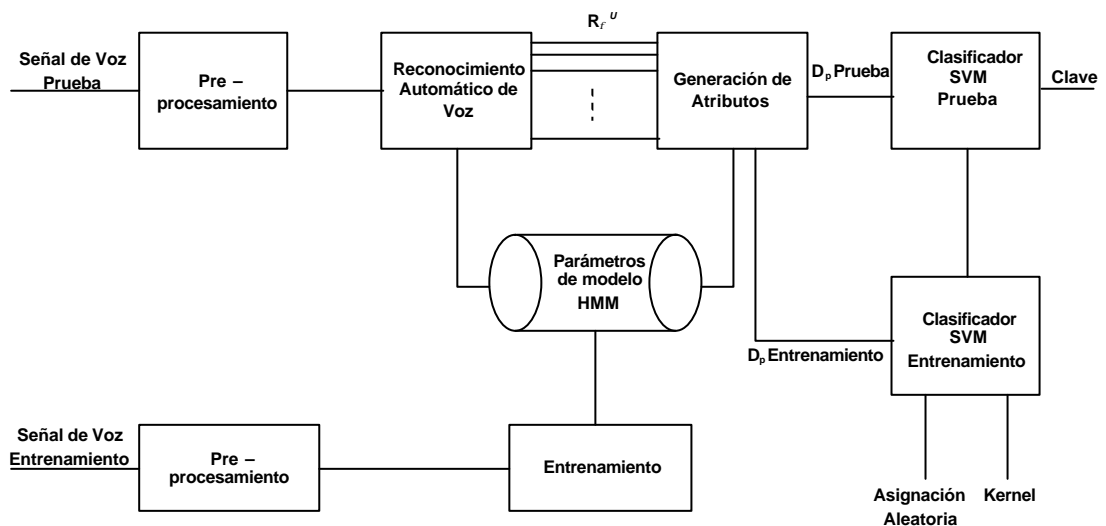 R_f^U
Señal de Voz
Prueba
Pre –
procesamiento
Reconocimiento
Automático de
Voz
Generación de
Atributos
D_p Prueba
Clasificador
SVM
Prueba
Clave
Parámetros
de modelo
HMM
D_p Entrenamiento
Clasificador
SVM
Entrenamiento
Señal de Voz
Entrenamiento
Pre –
procesamiento
Entrenamiento
Asignación
Aleatoria
Kernel